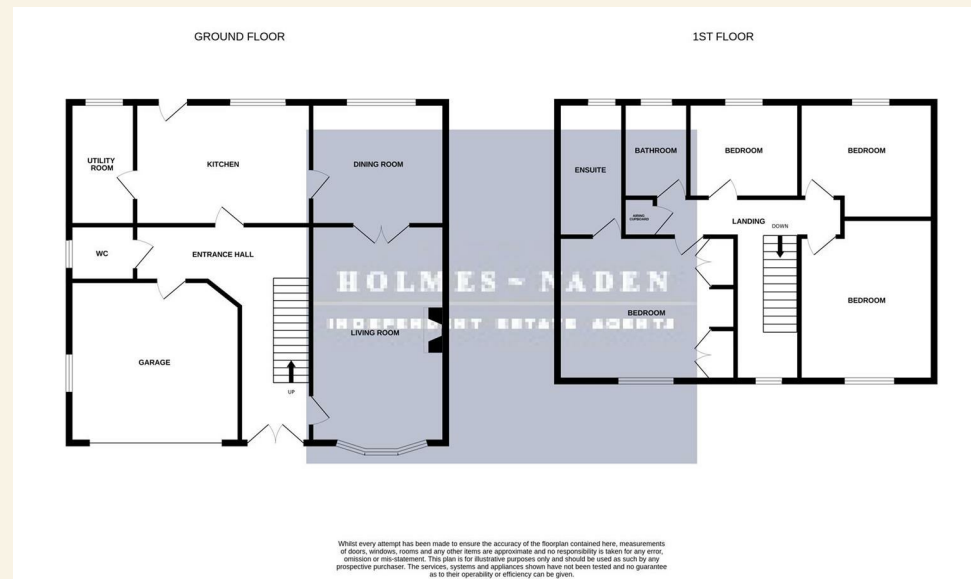 GROUND FLOOR
1ST FLOOR
UTILITY
ROOM
KITCHEN
DINING ROOM
WC
ENTRANCE HALL
GARAGE
UP
LIVING ROOM
ENSUITE
BATHROOM
BEDROOM
BEDROOM
AIRING
CUPBOARD
LANDING
DOWN
BEDROOM
BEDROOM
HOLMES ~ NADEN
INDEPENDENT ESTATE AGENTS
Whilst every attempt has been made to ensure the accuracy of the floorplan contained here, measurements
of doors, windows, rooms and any other items are approximate and no responsibility is taken for any error,
omission or mis-statement. This plan is for illustrative purposes only and should be used as such by any
prospective purchaser. The services, systems and appliances shown have not been tested and no guarantee
as to their operability or efficiency can be given.